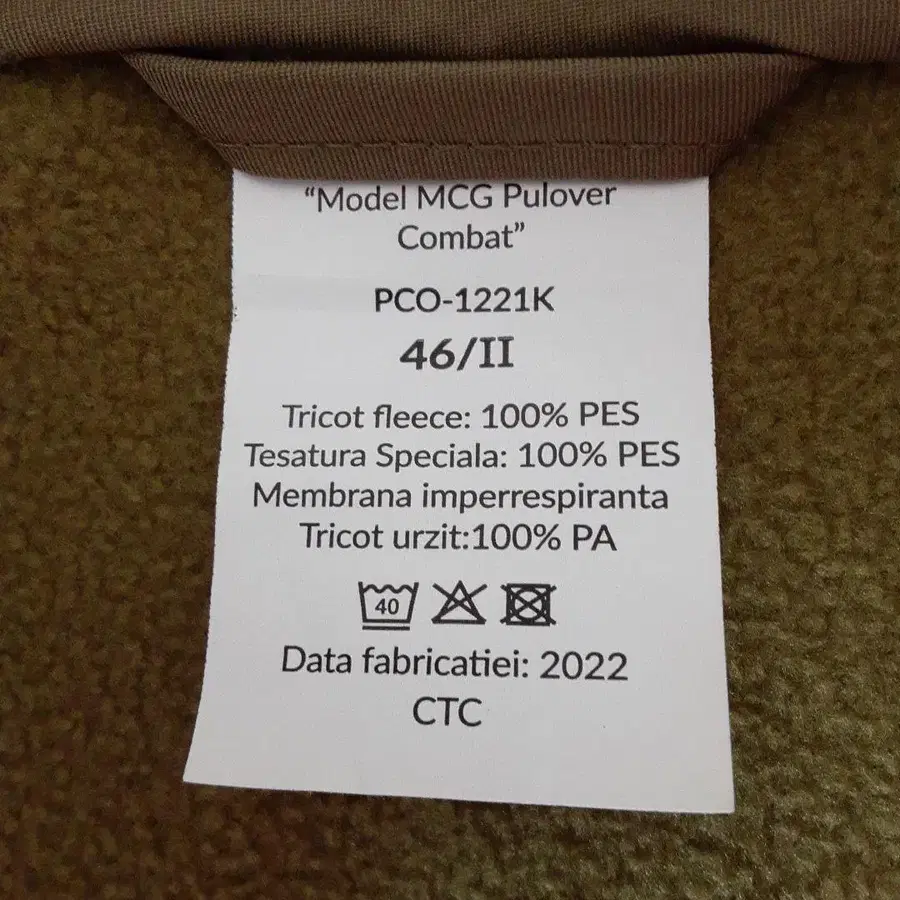 “Model MCG Pulover
Combat”
PCO-1221K
46/II
Tricot fleece: 100% PES
Tesatura Speciala: 100% PES
Membrana imperrespiranta
Tricot urzit:100% PA
40
Data fabricatiei: 2022
CTC